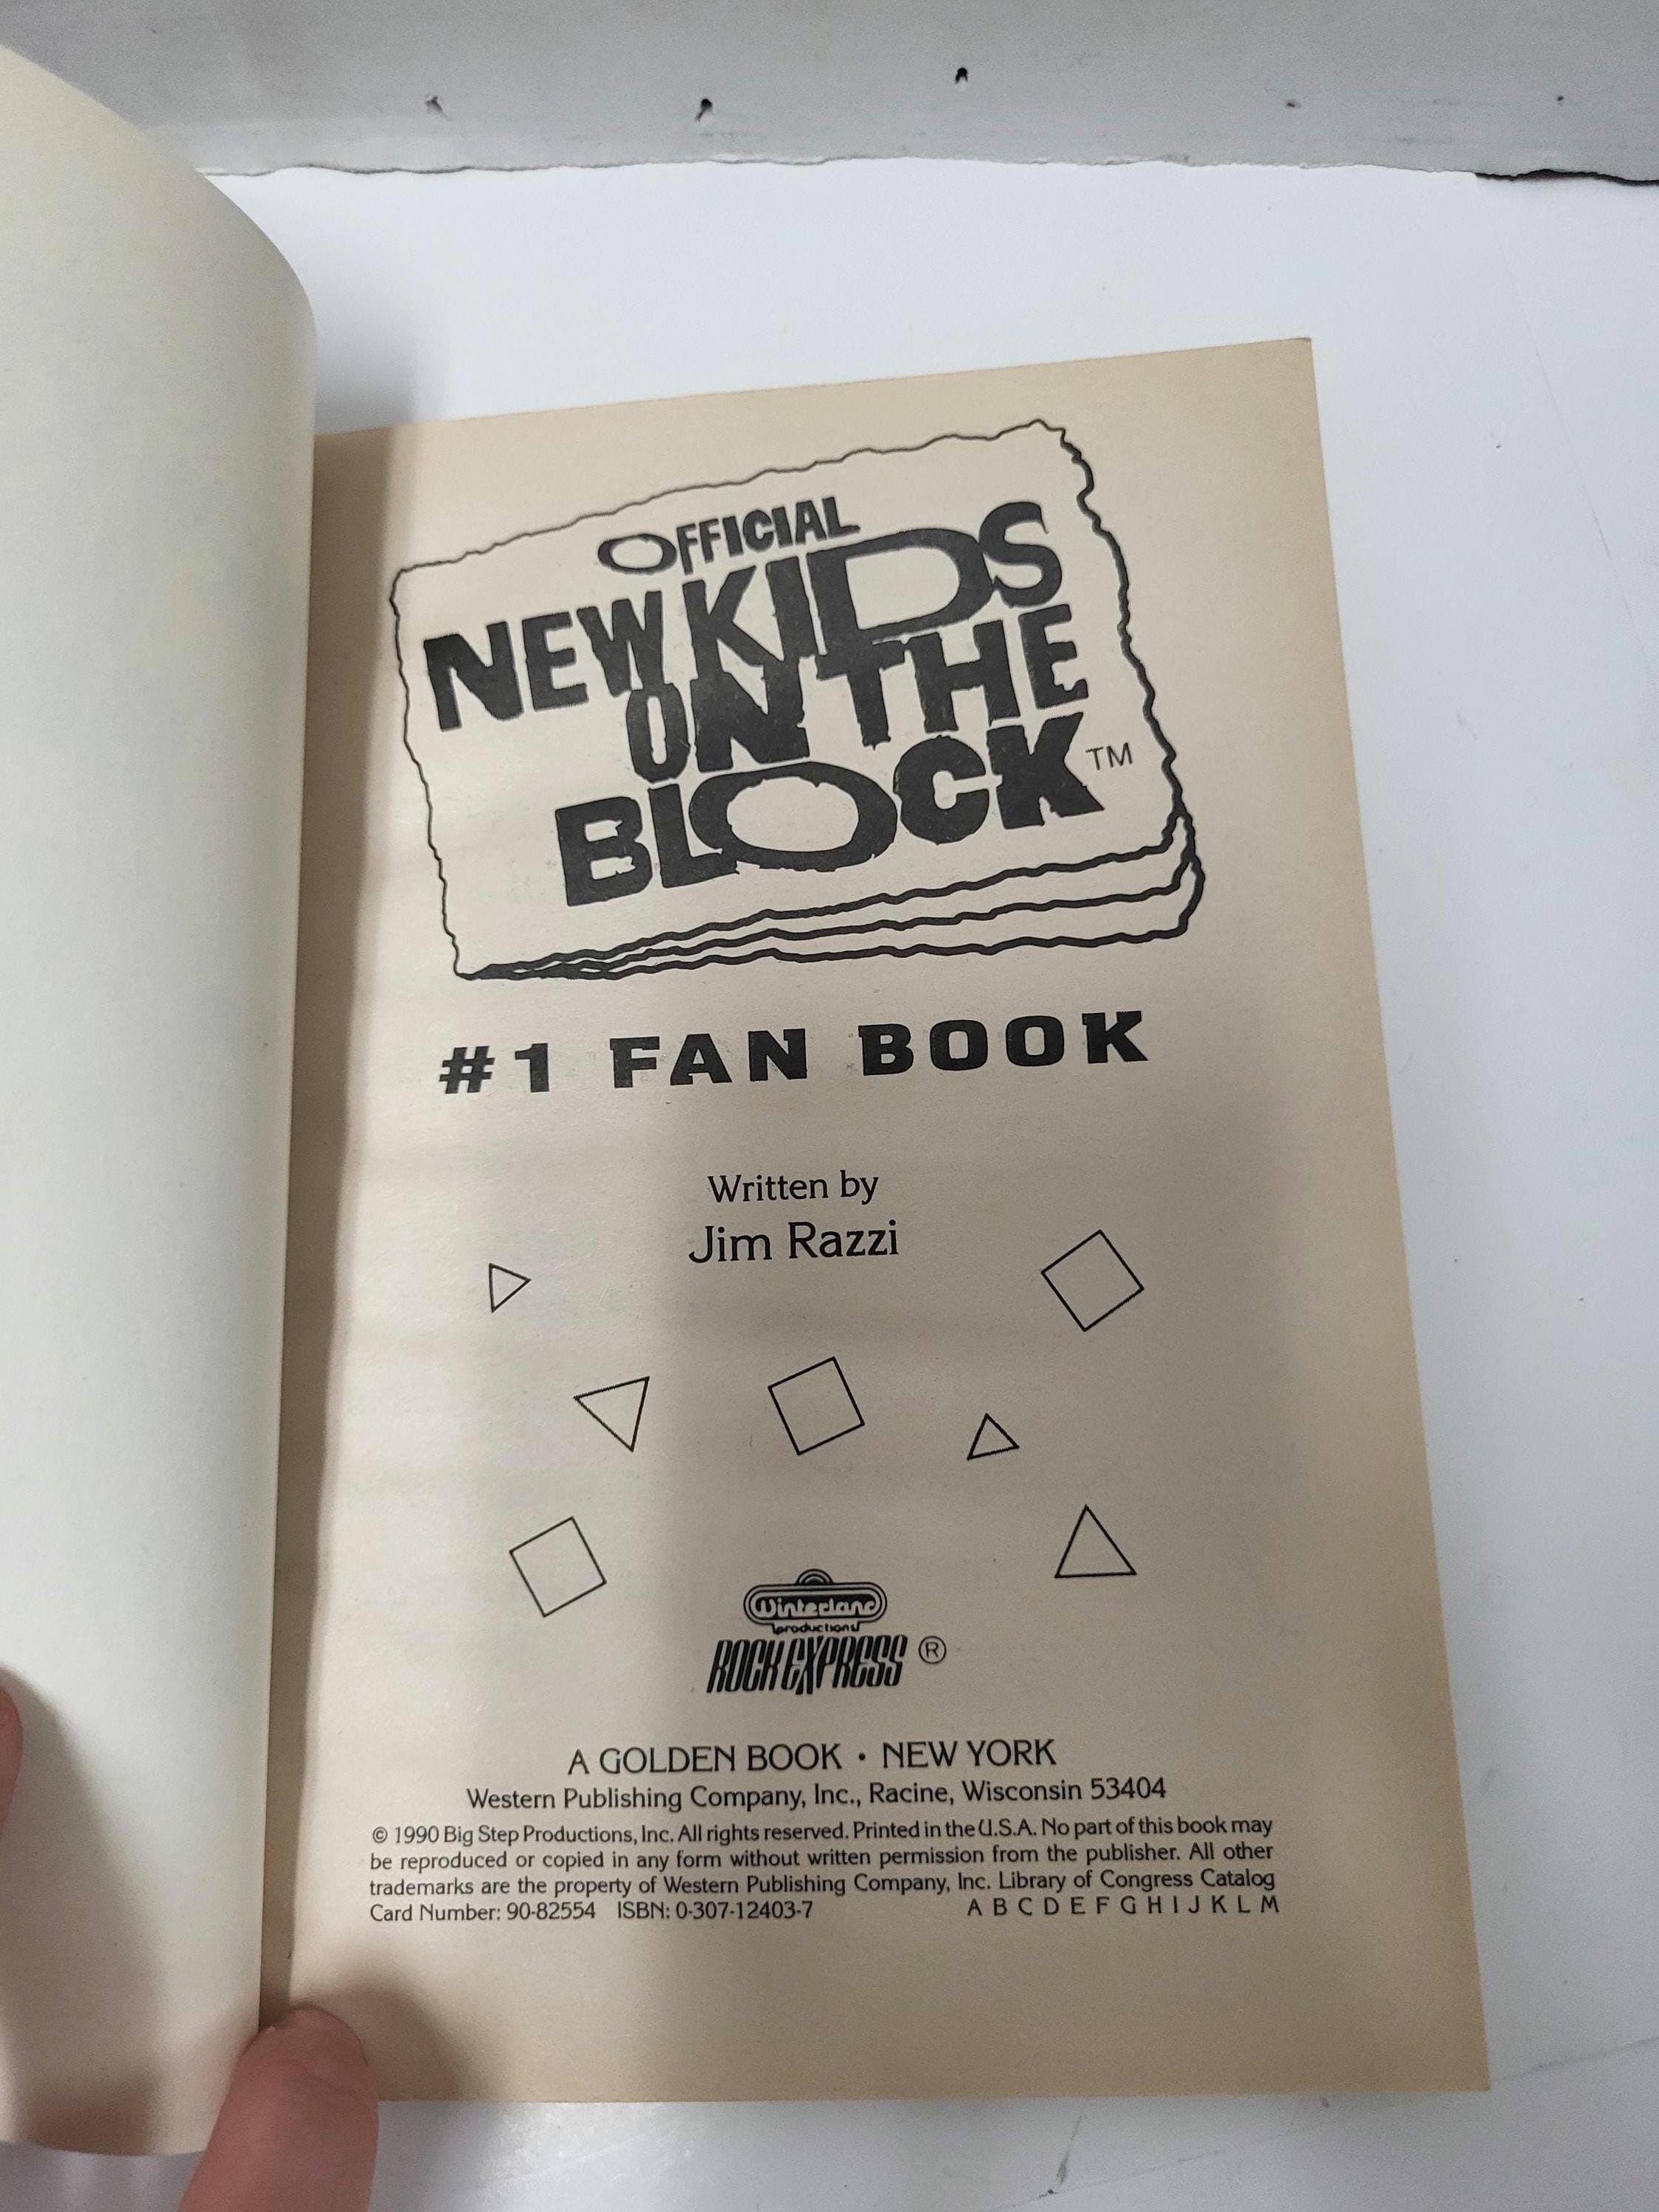 OFFICIAL
NEW KIDS
ON THE
BLOCK™
#1 FAN BOOK
Written by
Jim Razzi
Winterland
productions
ROCK EXPRESS ®
A GOLDEN BOOK • NEW YORK
Western Publishing Company, Inc., Racine, Wisconsin 53404
© 1990 Big Step Productions, Inc. All rights reserved. Printed in the U.S.A. No part of this book may
be reproduced or copied in any form without written permission from the publisher. All other
trademarks are the property of Western Publishing Company, Inc. Library of Congress Catalog
Card Number: 90-82554 ISBN: 0-307-12403-7 A B C D E F G H I J K L M